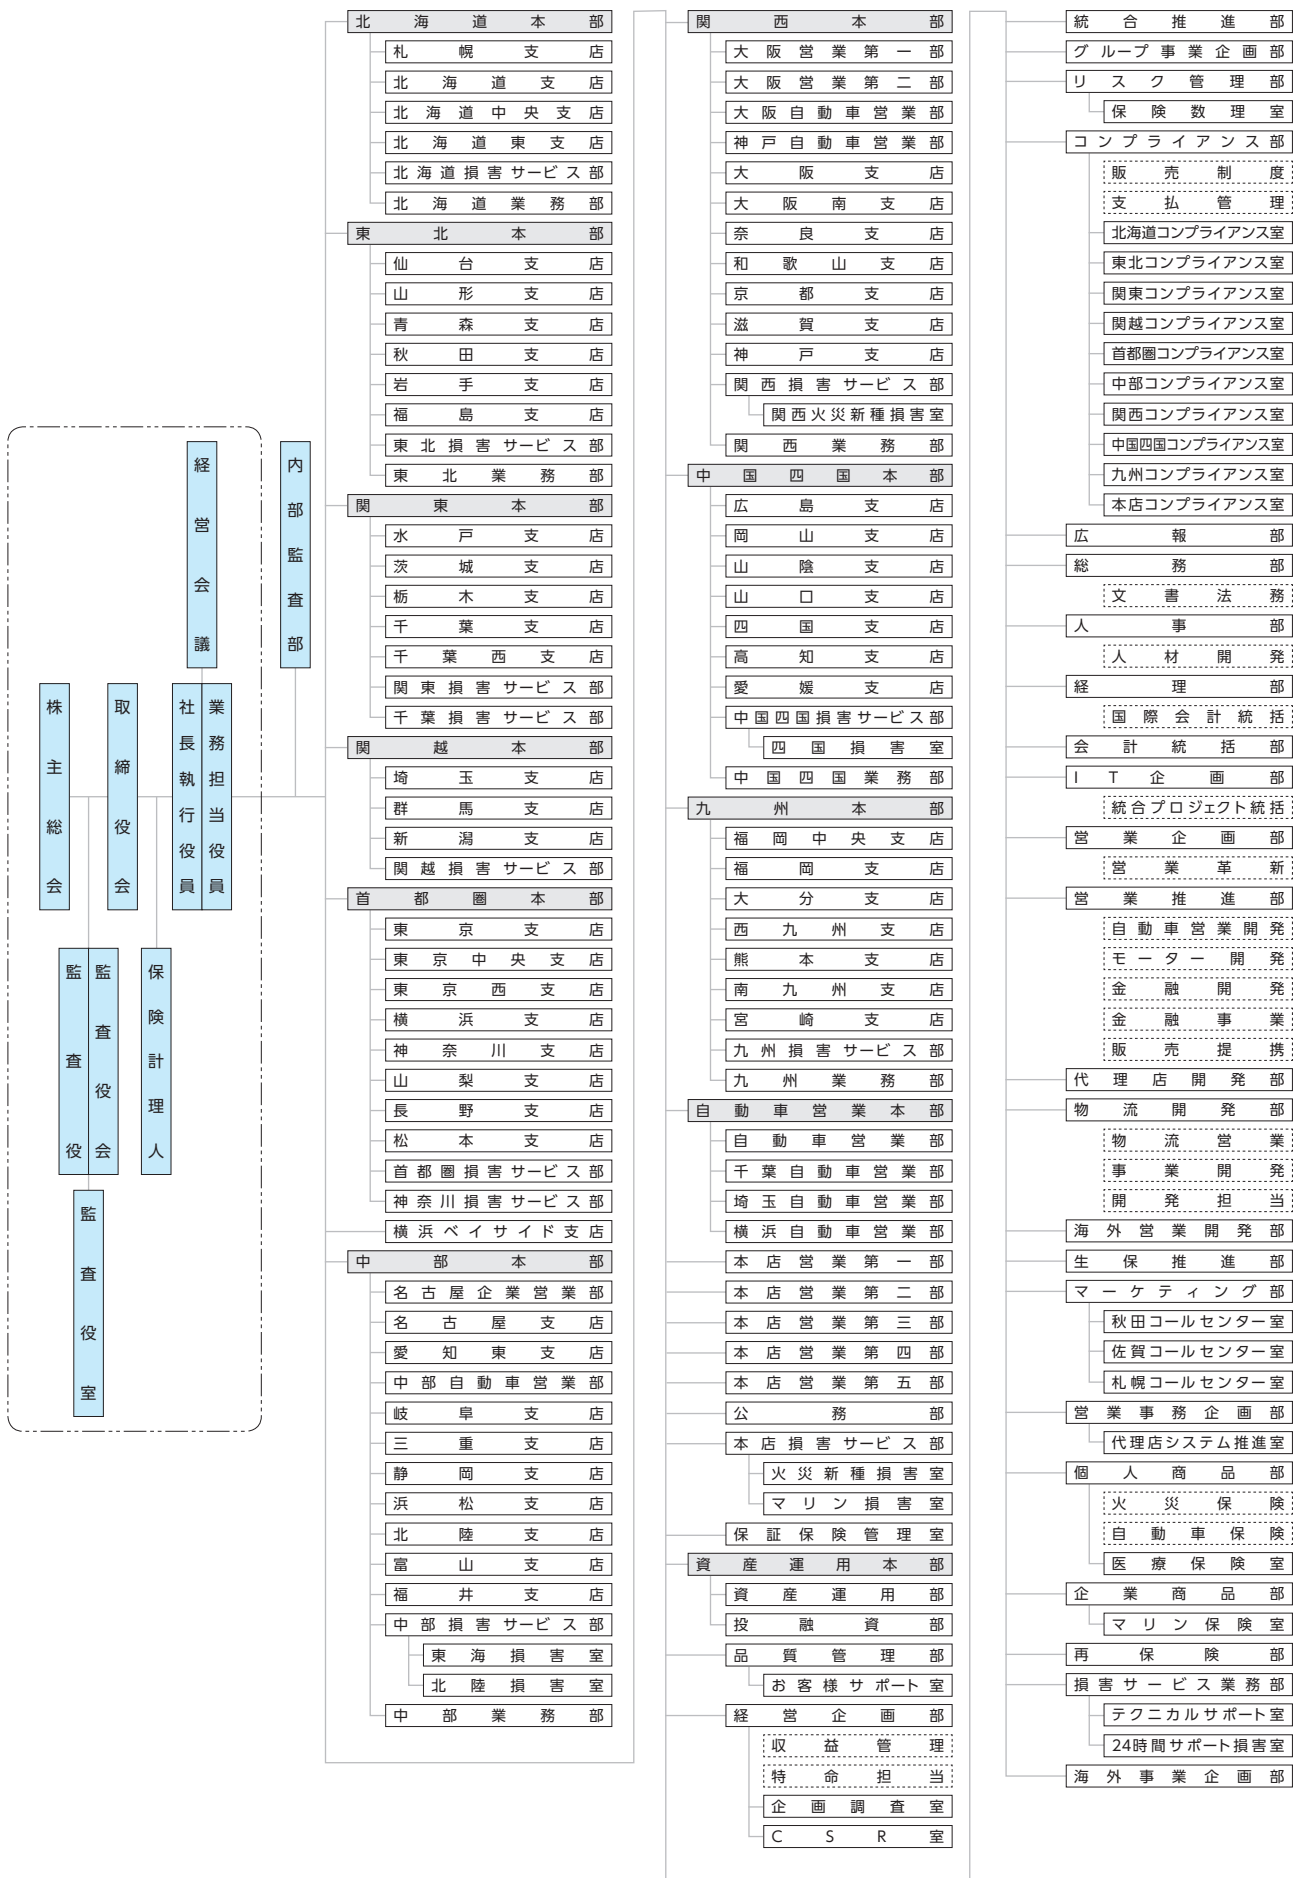 経営会議
内部監査部
株主総会
取締役会
社長執行役員
業務担当役員
監査役
監査役会
保険計理人
監査役室
北海道本部
札幌支店
北海道支店
北海道中央支店
北海道東支店
北海道損害サービス部
北海道業務部
東北本部
仙台支店
山形支店
青森支店
秋田支店
岩手支店
福島支店
東北損害サービス部
東北業務部
関東本部
水戸支店
茨城支店
栃木支店
千葉支店
千葉西支店
関東損害サービス部
千葉損害サービス部
関越本部
埼玉支店
群馬支店
新潟支店
関越損害サービス部
首都圏本部
東京支店
東京中央支店
東京西支店
横浜支店
神奈川支店
山梨支店
長野支店
松本支店
首都圏損害サービス部
神奈川損害サービス部
横浜ベイサイド支店
中部本部
名古屋企業営業部
名古屋支店
愛知東支店
中部自動車営業部
岐阜支店
三重支店
静岡支店
浜松支店
北陸支店
富山支店
福井支店
中部損害サービス部
東海損害室
北陸損害室
中部業務部
関西本部
大阪営業第一部
大阪営業第二部
大阪自動車営業部
神戸自動車営業部
大阪支店
大阪南支店
奈良支店
和歌山支店
京都支店
滋賀支店
神戸支店
関西損害サービス部
関西火災新種損害室
関西業務部
中国四国本部
広島支店
岡山支店
山陰支店
山口支店
四国支店
高知支店
愛媛支店
中国四国損害サービス部
四国損害室
中国四国業務部
九州本部
福岡中央支店
福岡支店
大分支店
西九州支店
熊本支店
南九州支店
宮崎支店
九州損害サービス部
九州業務部
自動車営業本部
自動車営業部
千葉自動車営業部
埼玉自動車営業部
横浜自動車営業部
本店営業第一部
本店営業第二部
本店営業第三部
本店営業第四部
本店営業第五部
公務部
本店損害サービス部
火災新種損害室
マリン損害室
保証保険管理室
資産運用本部
資産運用部
投融資部
品質管理部
お客様サポート室
経営企画部
収益管理
特命担当
企画調査室
CSR室
統合推進部
グループ事業企画部
リスク管理部
保険数理室
コンプライアンス部
販売制度
支払管理
北海道コンプライアンス室
東北コンプライアンス室
関東コンプライアンス室
関越コンプライアンス室
首都圏コンプライアンス室
中部コンプライアンス室
関西コンプライアンス室
中国四国コンプライアンス室
九州コンプライアンス室
本店コンプライアンス室
広報部
総務部
文書法務
人事部
人材開発
経理部
国際会計統括
会計統括部
IT企画部
統合プロジェクト統括
営業企画部
営業革新
営業推進部
自動車営業開発
モーター開発
金融開発
金融事業
販売提携
代理店開発部
物流開発部
物流営業
事業開発
開発担当
海外営業開発部
生保推進部
マーケティング部
秋田コールセンター室
佐賀コールセンター室
札幌コールセンター室
営業事務企画部
代理店システム推進室
個人商品部
火災保険
自動車保険
医療保険室
企業商品部
マリン保険室
再保険部
損害サービス業務部
テクニカルサポート室
24時間サポート損害室
海外事業企画部